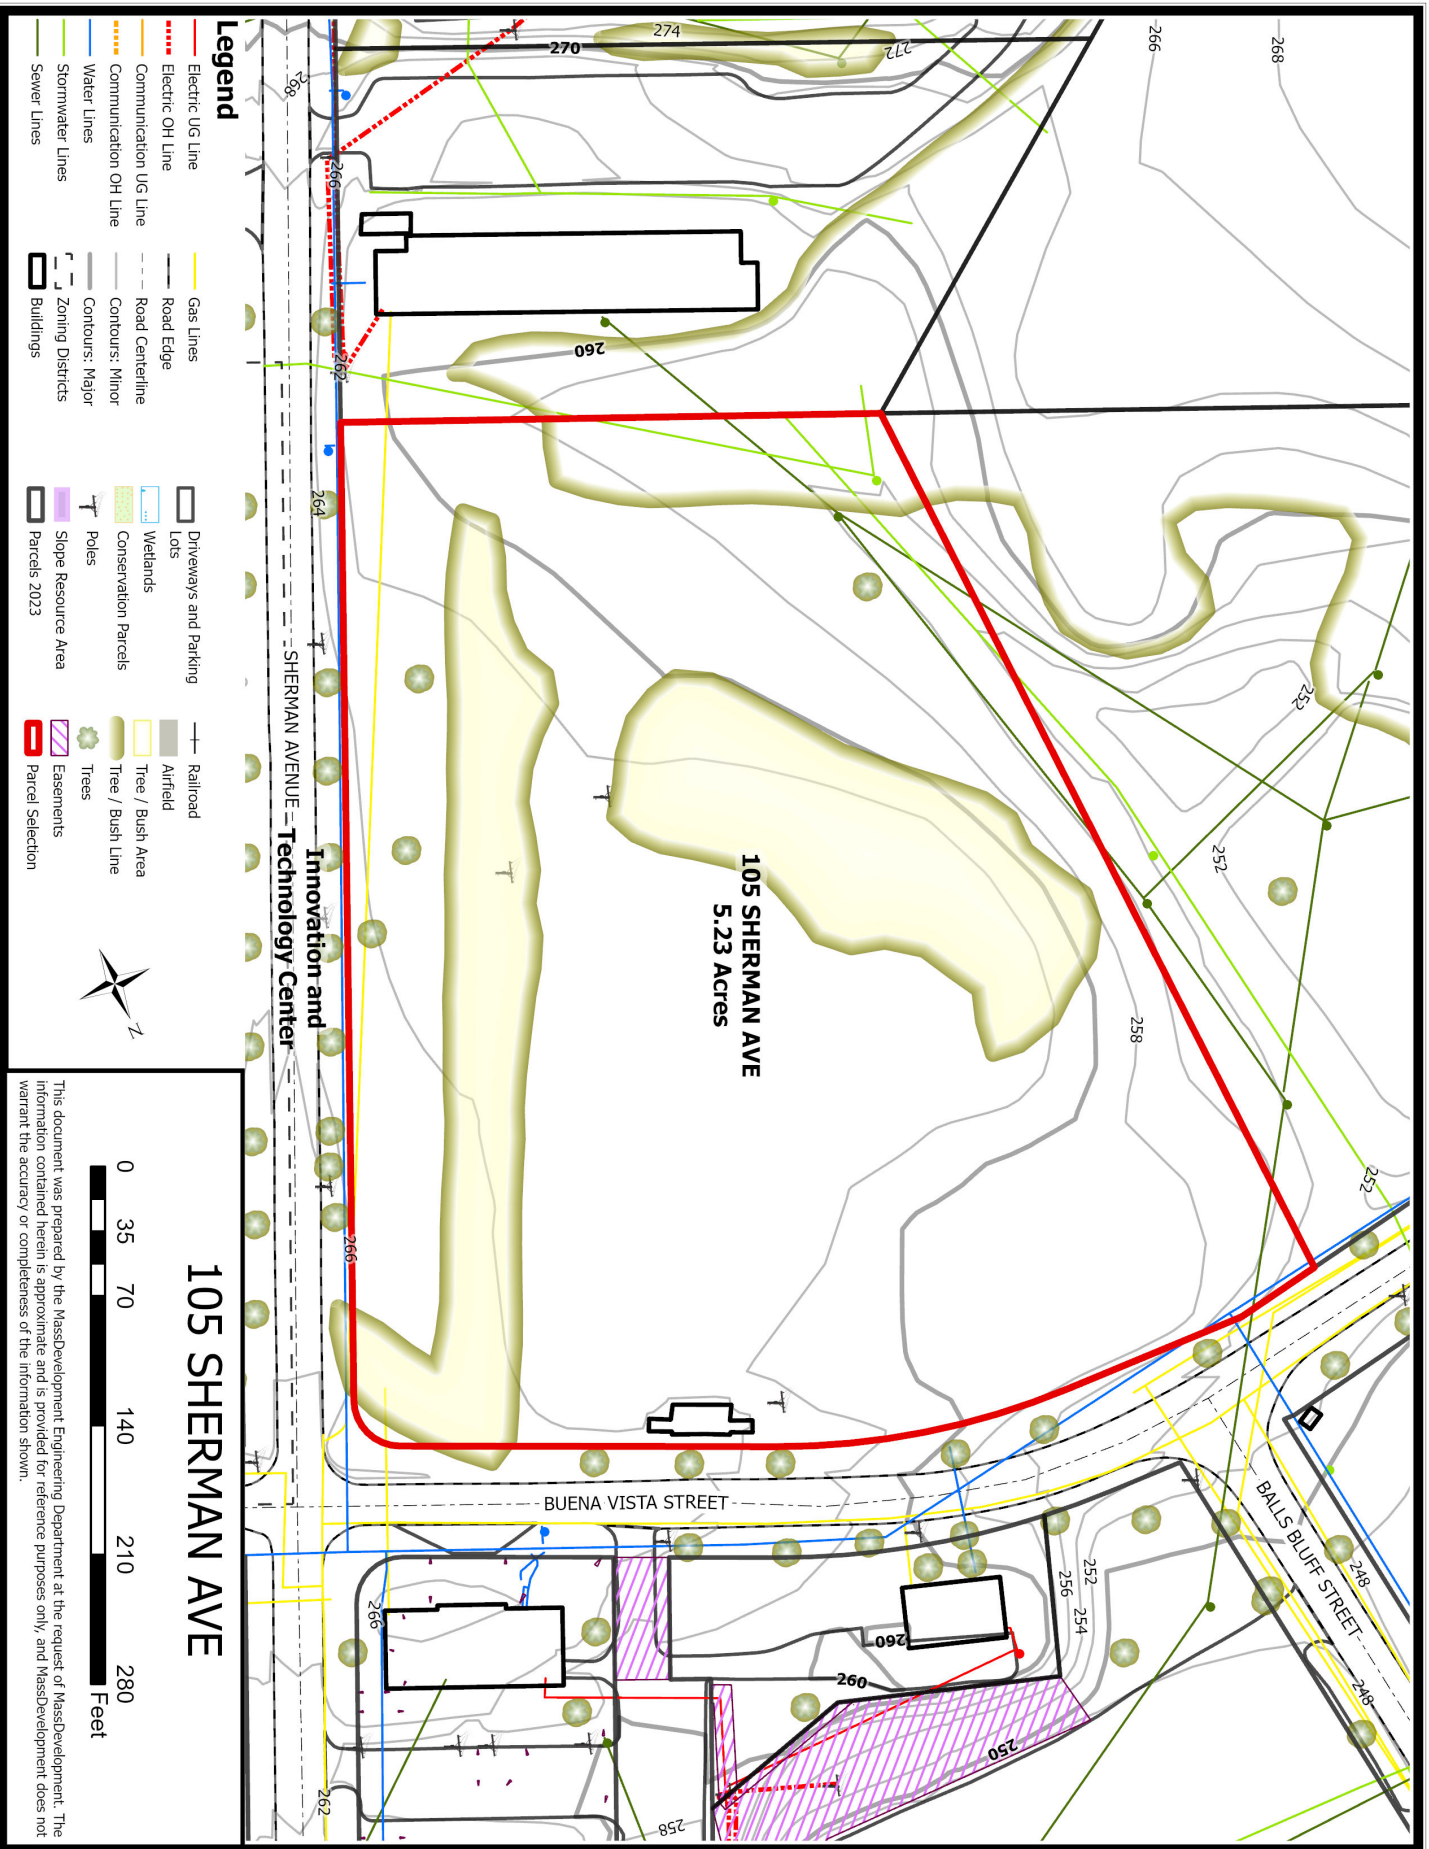 105 SHERMAN AVE
5.23 Acres
SHERMAN AVENUE
Innovation and
Technology Center
BUENA VISTA STREET
BALLS BLUFF STREET
274
272
270
268
266
262
264
266
260
266
268
252
252
258
252
266
266
262
260
260
256
252
254
250
258
248
248
Legend
Electric UG Line
Electric OH Line
Communication UG Line
Communication OH Line
Water Lines
Stormwater Lines
Sewer Lines
Gas Lines
Road Edge
Road Centerline
Contours: Minor
Contours: Major
Zoning Districts
Buildings
Driveways and Parking
Lots
Wetlands
Conservation Parcels
Poles
Slope Resource Area
Parcels 2023
Railroad
Airfield
Tree / Bush Area
Tree / Bush Line
Trees
Easements
Parcel Selection
N
105 SHERMAN AVE
0 35 70 140 210 280
Feet
This document was prepared by the MassDevelopment Engineering Department at the request of MassDevelopment. The
information contained herein is approximate and is provided for reference purposes only, and MassDevelopment does not
warrant the accuracy or completeness of the information shown.